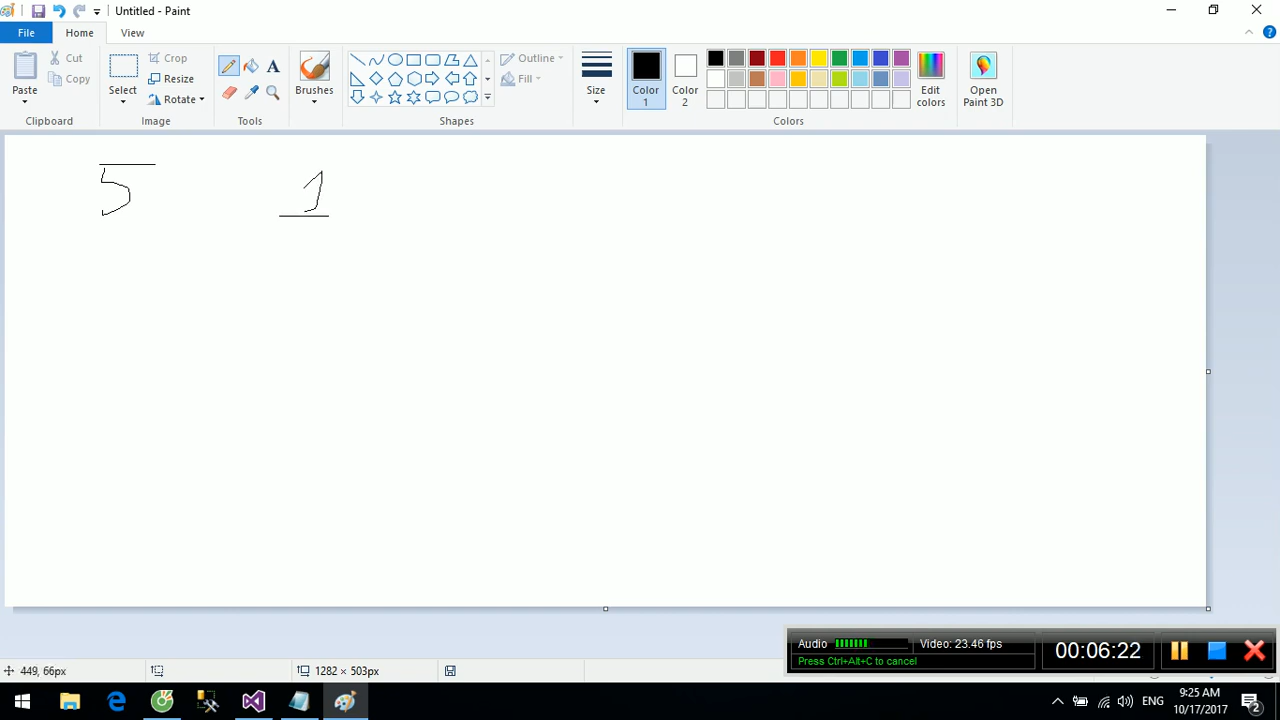 Untitled - Paint
File Home View
Paste Cut Copy Select Crop Resize Rotate Brushes Outline Fill Size Color 1 Color 2 Edit colors Open Paint 3D
Clipboard Image Tools Shapes Colors
5 1
Audio Video: 23.46 fps
Press Ctrl+Alt+C to cancel
00:06:22
449, 66px 1282 × 503px
ENG 9:25 AM
10/17/2017 2